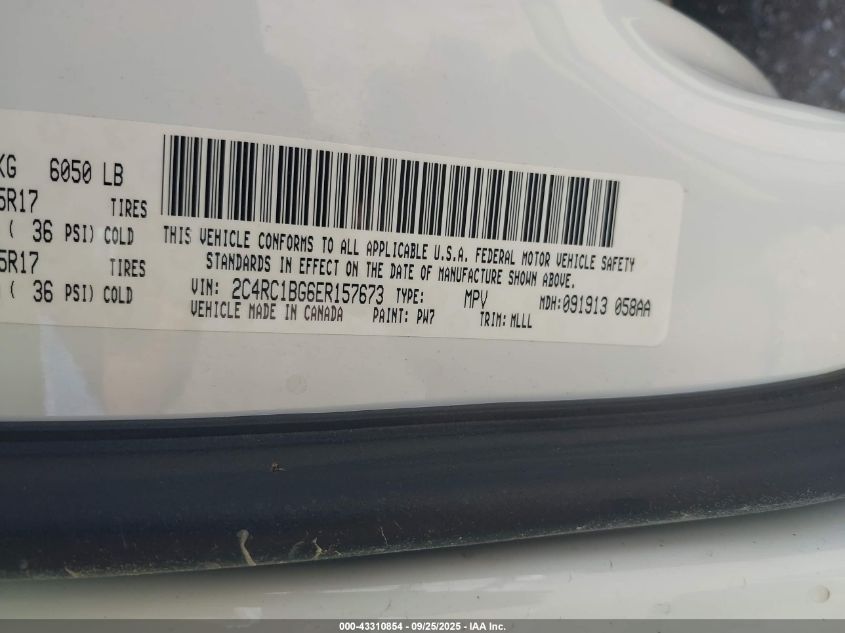 KG 6050 LB
5R17 TIRES
( 36 PSI) COLD
5R17 TIRES
( 36 PSI) COLD
THIS VEHICLE CONFORMS TO ALL APPLICABLE U.S.A. FEDERAL MOTOR VEHICLE SAFETY
STANDARDS IN EFFECT ON THE DATE OF MANUFACTURE SHOWN ABOVE.
VIN: 2C4RC1BG6ER157673 TYPE: MPV MDH:091913 058AA
VEHICLE MADE IN CANADA PAINT: PW7 TRIM: MLLL
000-43310854 - 09/25/2025 - IAA Inc.